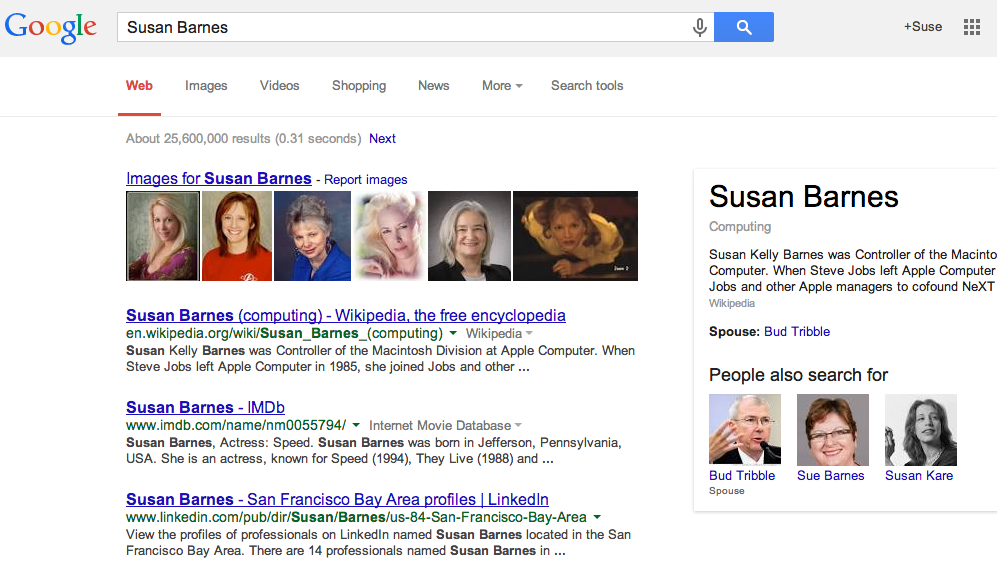 Google
Susan Barnes
+Suse
Web Images Videos Shopping News More Search tools
About 25,600,000 results (0.31 seconds) Next
Images for Susan Barnes - Report images
Susan Barnes (computing) - Wikipedia, the free encyclopedia
en.wikipedia.org/wiki/Susan_Barnes_(computing) Wikipedia
Susan Kelly Barnes was Controller of the Macintosh Division at Apple Computer. When
Steve Jobs left Apple Computer in 1985, she joined Jobs and other ...
Susan Barnes - IMDb
www.imdb.com/name/nm0055794/ Internet Movie Database
Susan Barnes, Actress: Speed. Susan Barnes was born in Jefferson, Pennsylvania,
USA. She is an actress, known for Speed (1994), They Live (1988) and ...
Susan Barnes - San Francisco Bay Area profiles | LinkedIn
www.linkedin.com/pub/dir/Susan/Barnes/us-84-San-Francisco-Bay-Area
View the profiles of professionals on LinkedIn named Susan Barnes located in the San
Francisco Bay Area. There are 14 professionals named Susan Barnes in ...
Susan Barnes
Computing
Susan Kelly Barnes was Controller of the Macinto
Computer. When Steve Jobs left Apple Computer
Jobs and other Apple managers to cofound NeXT
Wikipedia
Spouse: Bud Tribble
People also search for
Bud Tribble Sue Barnes Susan Kare
Spouse